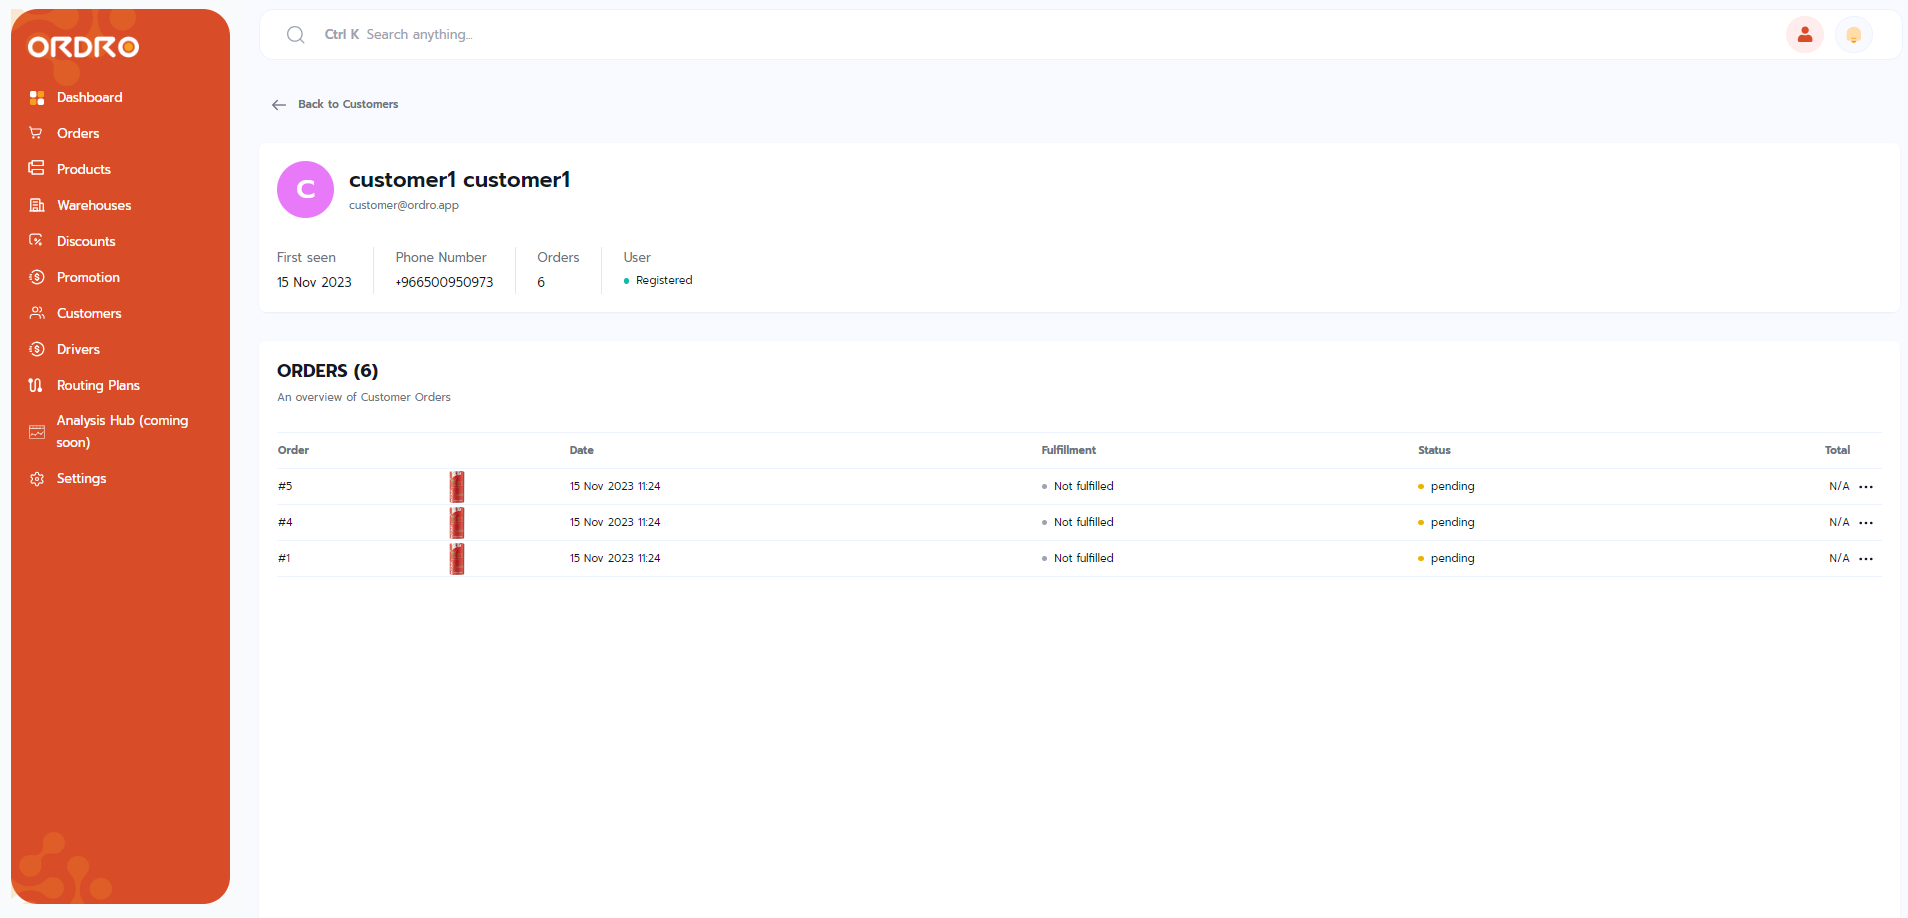 ORDRO
Dashboard
Orders
Products
Warehouses
Discounts
Promotion
Customers
Drivers
Routing Plans
Analysis Hub (coming
soon)
Settings
Ctrl K Search anything...
Back to Customers
C
customer1 customer1
customer@ordro.app
First seen Phone Number Orders User
15 Nov 2023 +966500950973 6 Registered
ORDERS (6)
An overview of Customer Orders
Order Date Fulfillment Status Total
#5 15 Nov 2023 11:24 Not fulfilled pending N/A
#4 15 Nov 2023 11:24 Not fulfilled pending N/A
#1 15 Nov 2023 11:24 Not fulfilled pending N/A